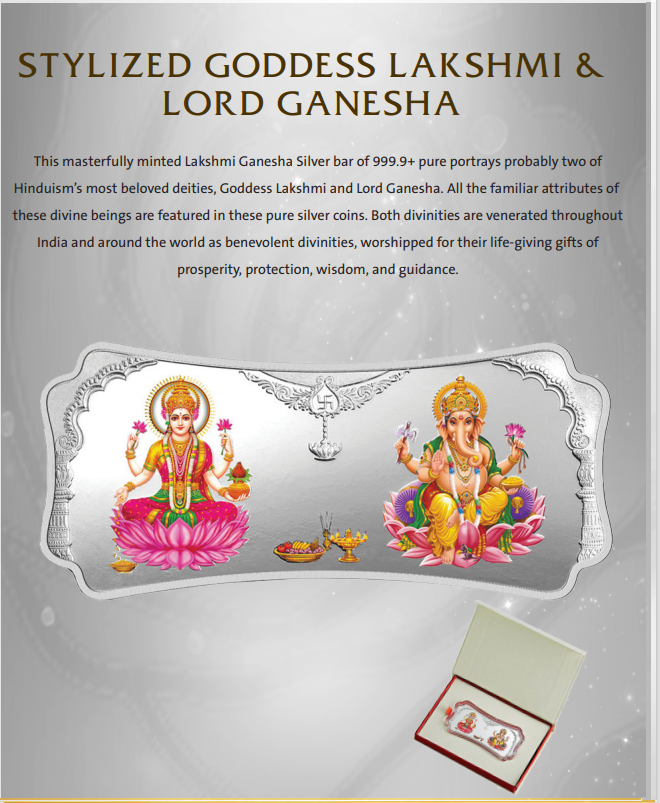 STYLIZED GODDESS LAKSHMI &
LORD GANESHA
This masterfully minted Lakshmi Ganesha Silver bar of 999.9+ pure portrays probably two of
Hinduism's most beloved deities, Goddess Lakshmi and Lord Ganesha. All the familiar attributes of
these divine beings are featured in these pure silver coins. Both divinities are venerated throughout
India and around the world as benevolent divinities, worshipped for their life-giving gifts of
prosperity, protection, wisdom, and guidance.